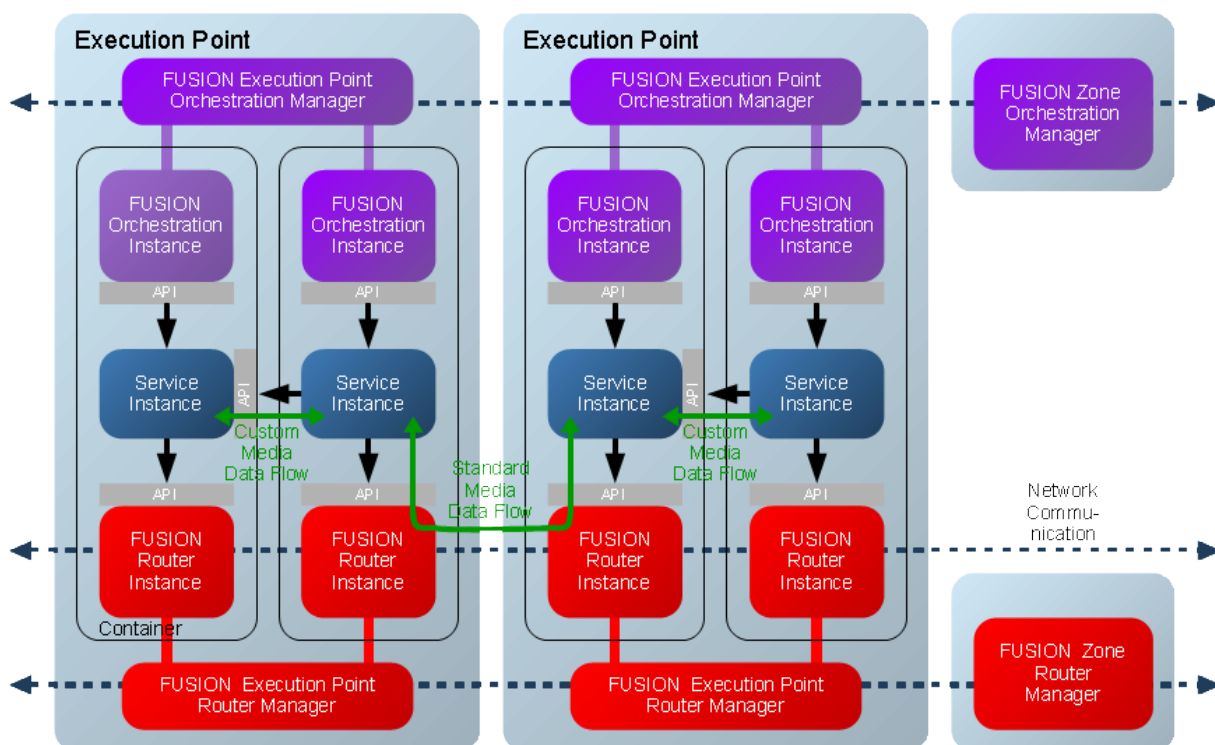 Execution Point
Execution Point
FUSION Execution Point
Orchestration Manager
FUSION Execution Point
Orchestration Manager
FUSION Zone
Orchestration
Manager
FUSION
Orchestration
Instance
FUSION
Orchestration
Instance
FUSION
Orchestration
Instance
FUSION
Orchestration
Instance
API
API
API
API
Service
Instance
API
Service
Instance
Service
Instance
API
Service
Instance
Custom
Media
Data Flow
Standard
Media
Data Flow
Custom
Media
Data Flow
API
API
API
API
Network
Commu-
nication
FUSION
Router
Instance
FUSION
Router
Instance
FUSION
Router
Instance
FUSION
Router
Instance
Container
FUSION Execution Point
Router Manager
FUSION Execution Point
Router Manager
FUSION Zone
Router
Manager